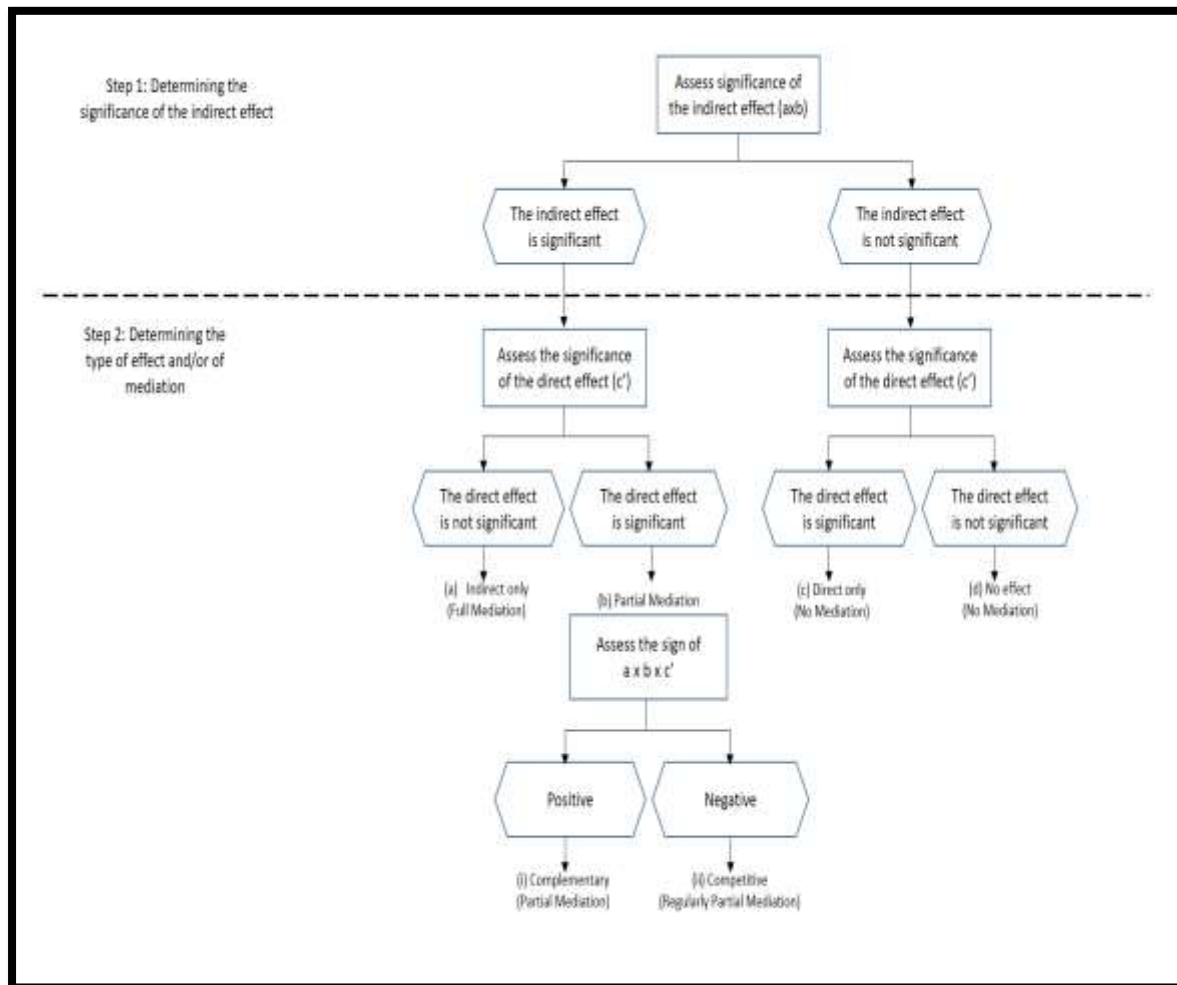 Step 1: Determining the
significance of the indirect effect
Assess significance of
the indirect effect (axb)
The indirect effect
is significant
The indirect effect
is not significant
Step 2: Determining the
type of effect and/or of
mediation
Assess the significance
of the direct effect (c')
Assess the significance
of the direct effect (c')
The direct effect
is not significant
The direct effect
is significant
The direct effect
is significant
The direct effect
is not significant
(a) Indirect only
(Full Mediation)
(b) Partial Mediation
(c) Direct only
(No Mediation)
(d) No effect
(No Mediation)
Assess the sign of
a x b x c'
Positive
Negative
(i) Complementary
(Partial Mediation)
(ii) Competitive
(Regularly Partial Mediation)